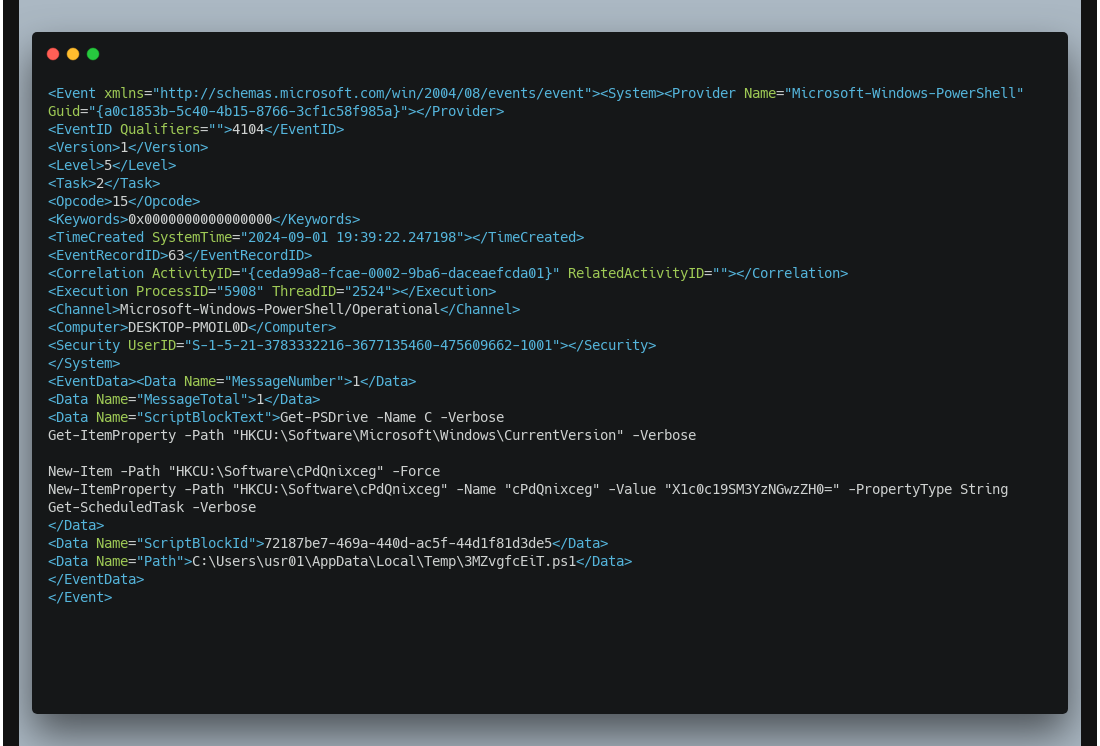 <Event xmlns="http://schemas.microsoft.com/win/2004/08/events/event"><System><Provider Name="Microsoft-Windows-PowerShell"
Guid="{a0c1853b-5c40-4b15-8766-3cf1c58f985a}"></Provider>
<EventID Qualifiers="">4104</EventID>
<Version>1</Version>
<Level>5</Level>
<Task>2</Task>
<Opcode>15</Opcode>
<Keywords>0x0000000000000000</Keywords>
<TimeCreated SystemTime="2024-09-01 19:39:22.247198"></TimeCreated>
<EventRecordID>63</EventRecordID>
<Correlation ActivityID="{ceda99a8-fcae-0002-9ba6-daceaefcda01}" RelatedActivityID=""></Correlation>
<Execution ProcessID="5908" ThreadID="2524"></Execution>
<Channel>Microsoft-Windows-PowerShell/Operational</Channel>
<Computer>DESKTOP-PMOIL0D</Computer>
<Security UserID="S-1-5-21-3783332216-3677135460-475609662-1001"></Security>
</System>
<EventData><Data Name="MessageNumber">1</Data>
<Data Name="MessageTotal">1</Data>
<Data Name="ScriptBlockText">Get-PSDrive -Name C -Verbose
Get-ItemProperty -Path "HKCU:\Software\Microsoft\Windows\CurrentVersion" -Verbose

New-Item -Path "HKCU:\Software\cPdQnixceg" -Force
New-ItemProperty -Path "HKCU:\Software\cPdQnixceg" -Name "cPdQnixceg" -Value "X1c0c19SM3YzNGwzZH0=" -PropertyType String
Get-ScheduledTask -Verbose
</Data>
<Data Name="ScriptBlockId">72187be7-469a-440d-ac5f-44d1f81d3de5</Data>
<Data Name="Path">C:\Users\usr01\AppData\Local\Temp\3MZvgfcEiT.ps1</Data>
</EventData>
</Event>